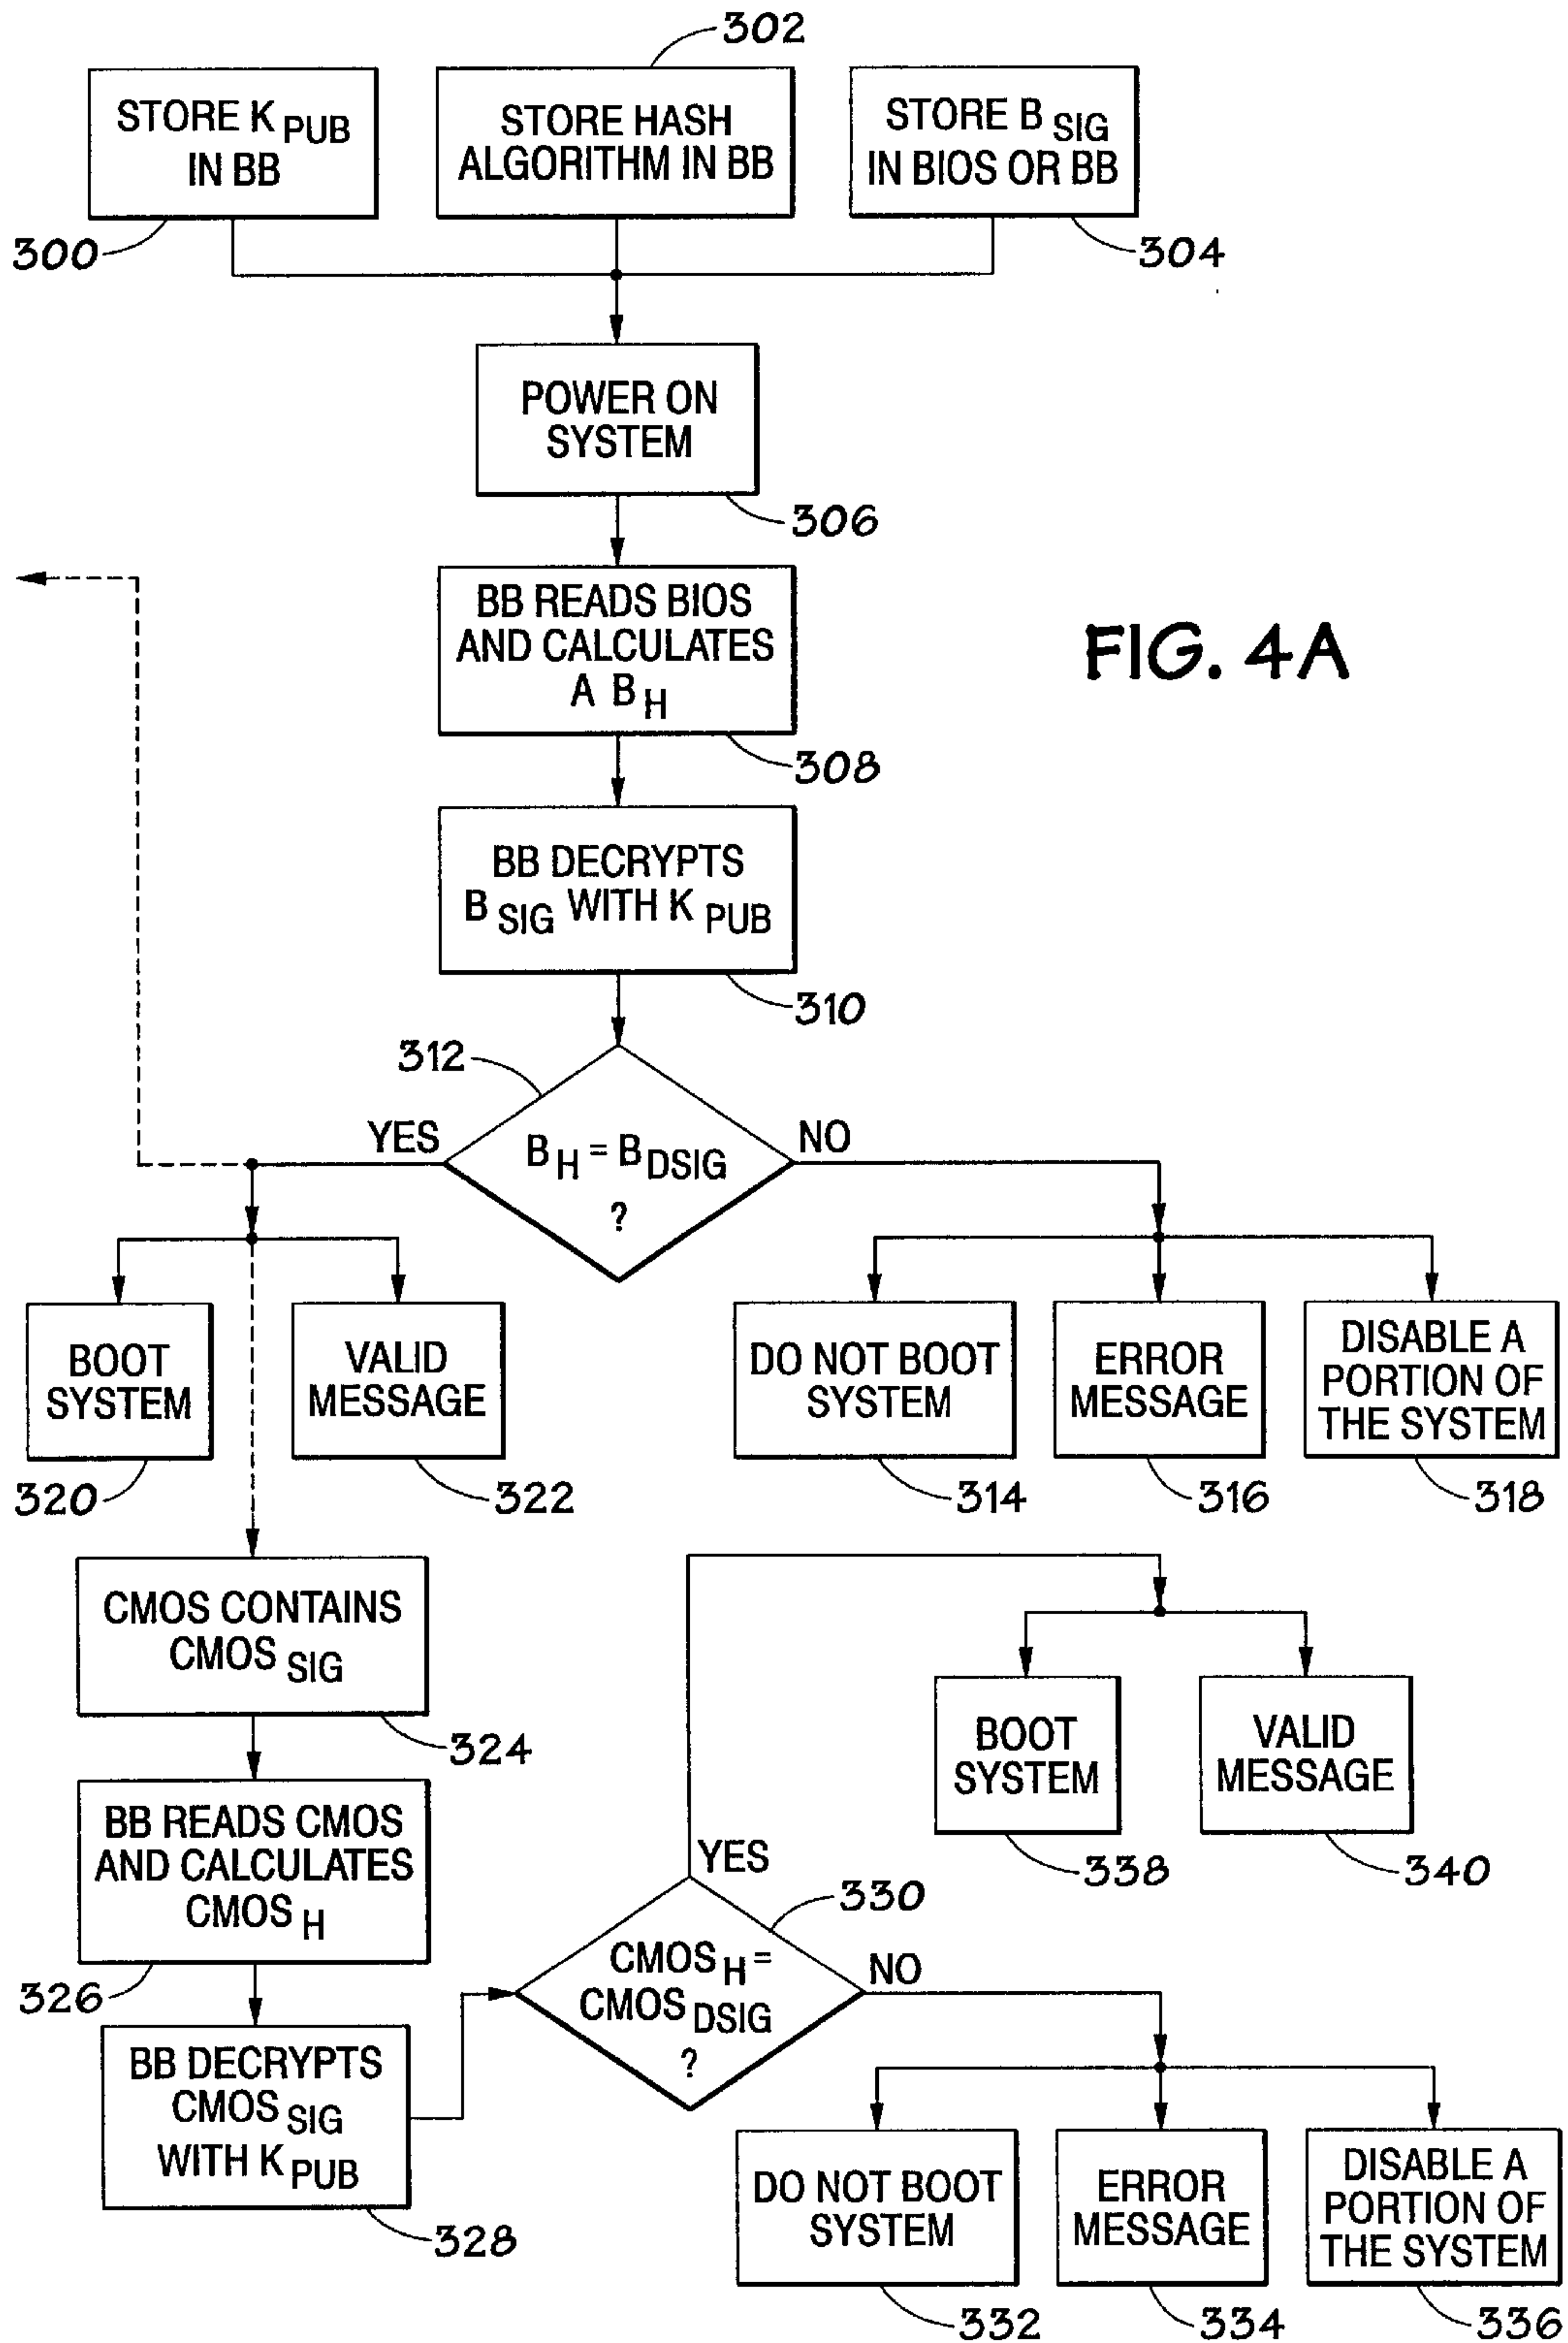 302
STORE K PUB
IN BB
STORE HASH
ALGORITHM IN BB
STORE B SIG
IN BIOS OR BB
300
304
POWER ON
SYSTEM
306
BB READS BIOS
AND CALCULATES
A B H
308
FIG. 4A
BB DECRYPTS
B SIG WITH K PUB
310
312
YES
B H = B DSIG
?
NO
BOOT
SYSTEM
320
VALID
MESSAGE
322
DO NOT BOOT
SYSTEM
314
ERROR
MESSAGE
316
DISABLE A
PORTION OF
THE SYSTEM
318
CMOS CONTAINS
CMOS SIG
324
BB READS CMOS
AND CALCULATES
CMOS H
326
BB DECRYPTS
CMOS SIG
WITH K PUB
328
YES
330
CMOS H =
CMOS DSIG
?
NO
BOOT
SYSTEM
338
VALID
MESSAGE
340
DO NOT BOOT
SYSTEM
332
ERROR
MESSAGE
334
DISABLE A
PORTION OF
THE SYSTEM
336